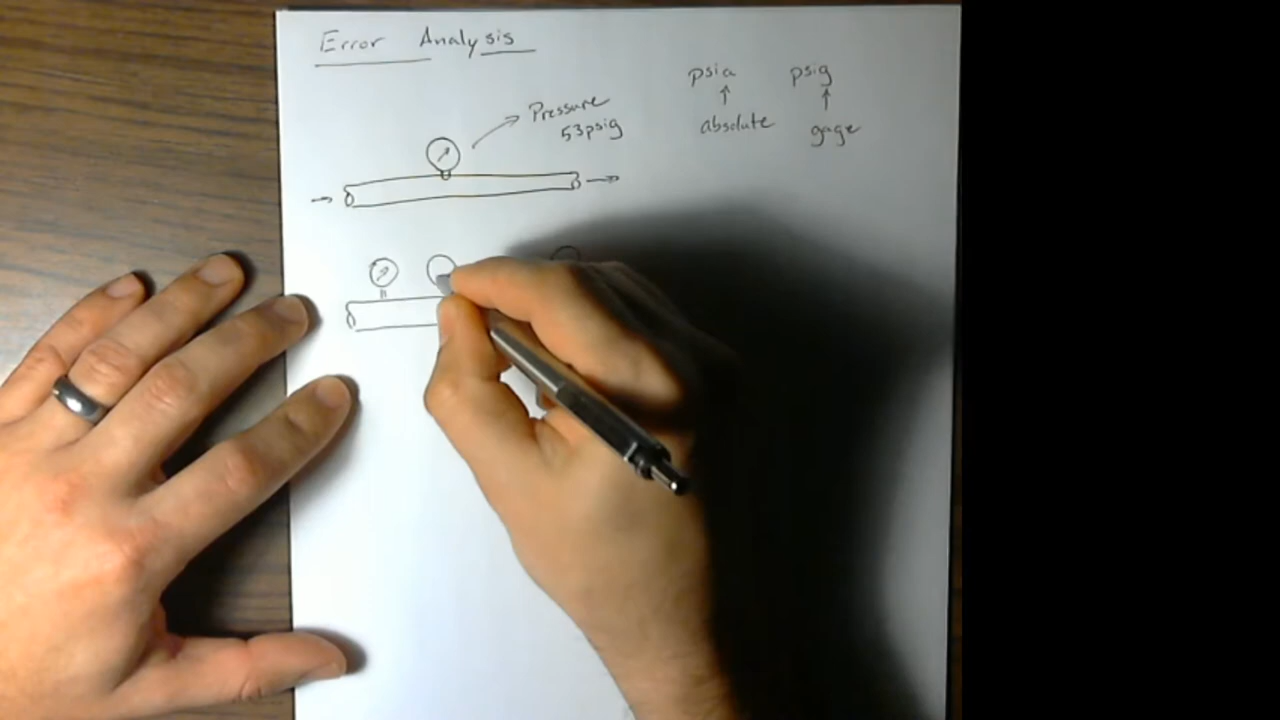 Error Analysis
psia psig
Pressure
53psig
absolute gage